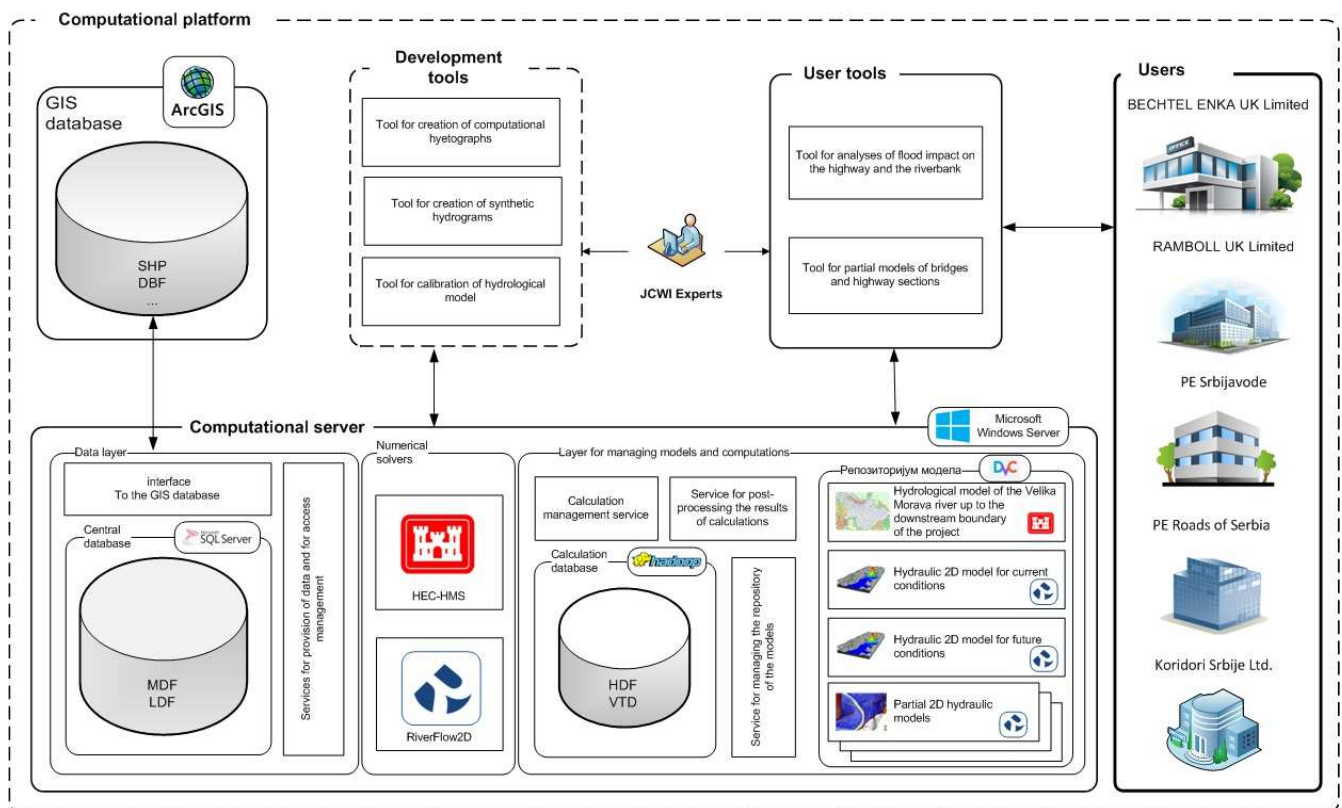 Computational platform
GIS
database
ArcGIS
SHP
DBF
...
Development
tools
Tool for creation of computational
hyetographs
Tool for creation of synthetic
hydrograms
Tool for calibration of hydrological
model
JCWI Experts
User tools
Tool for analyses of flood impact on
the highway and the riverbank
Tool for partial models of bridges
and highway sections
Users
BECHTEL ENKA UK Limited
OFFICE
RAMBOLL UK Limited
PE Srbijavode
PE Roads of Serbia
Koridori Srbije Ltd.
Computational server
Microsoft
Windows Server
Data layer
interface
To the GIS database
Central
database
Microsoft
SQL Server
MDF
LDF
Services for provision of data and for access
management
Numerical
solvers
HEC-HMS
RiverFlow2D
Layer for managing models and computations
Calculation
management service
Service for post-
processing the results
of calculations
Calculation
database
hadoop
HDF
VTD
Service for managing the repository
of the models
Репозиторијум модела
DVC
Hydrological model of the Velika
Morava river up to the
downstream boundary
of the project
Hydraulic 2D model for current
conditions
Hydraulic 2D model for future
conditions
Partial 2D hydraulic
models